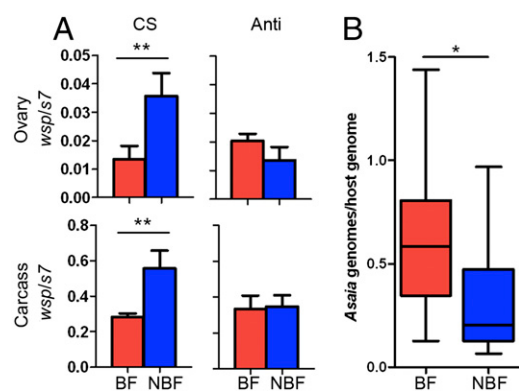 A
CS
Anti
B
**
Ovary
wsp/s7
0.05
0.04
0.03
0.02
0.01
0.00
**
Carcass
wsp/s7
0.8
0.6
0.4
0.2
0.0
BF NBF
BF NBF
*
Asaia genomes/host genome
1.5
1.0
0.5
0.0
BF NBF